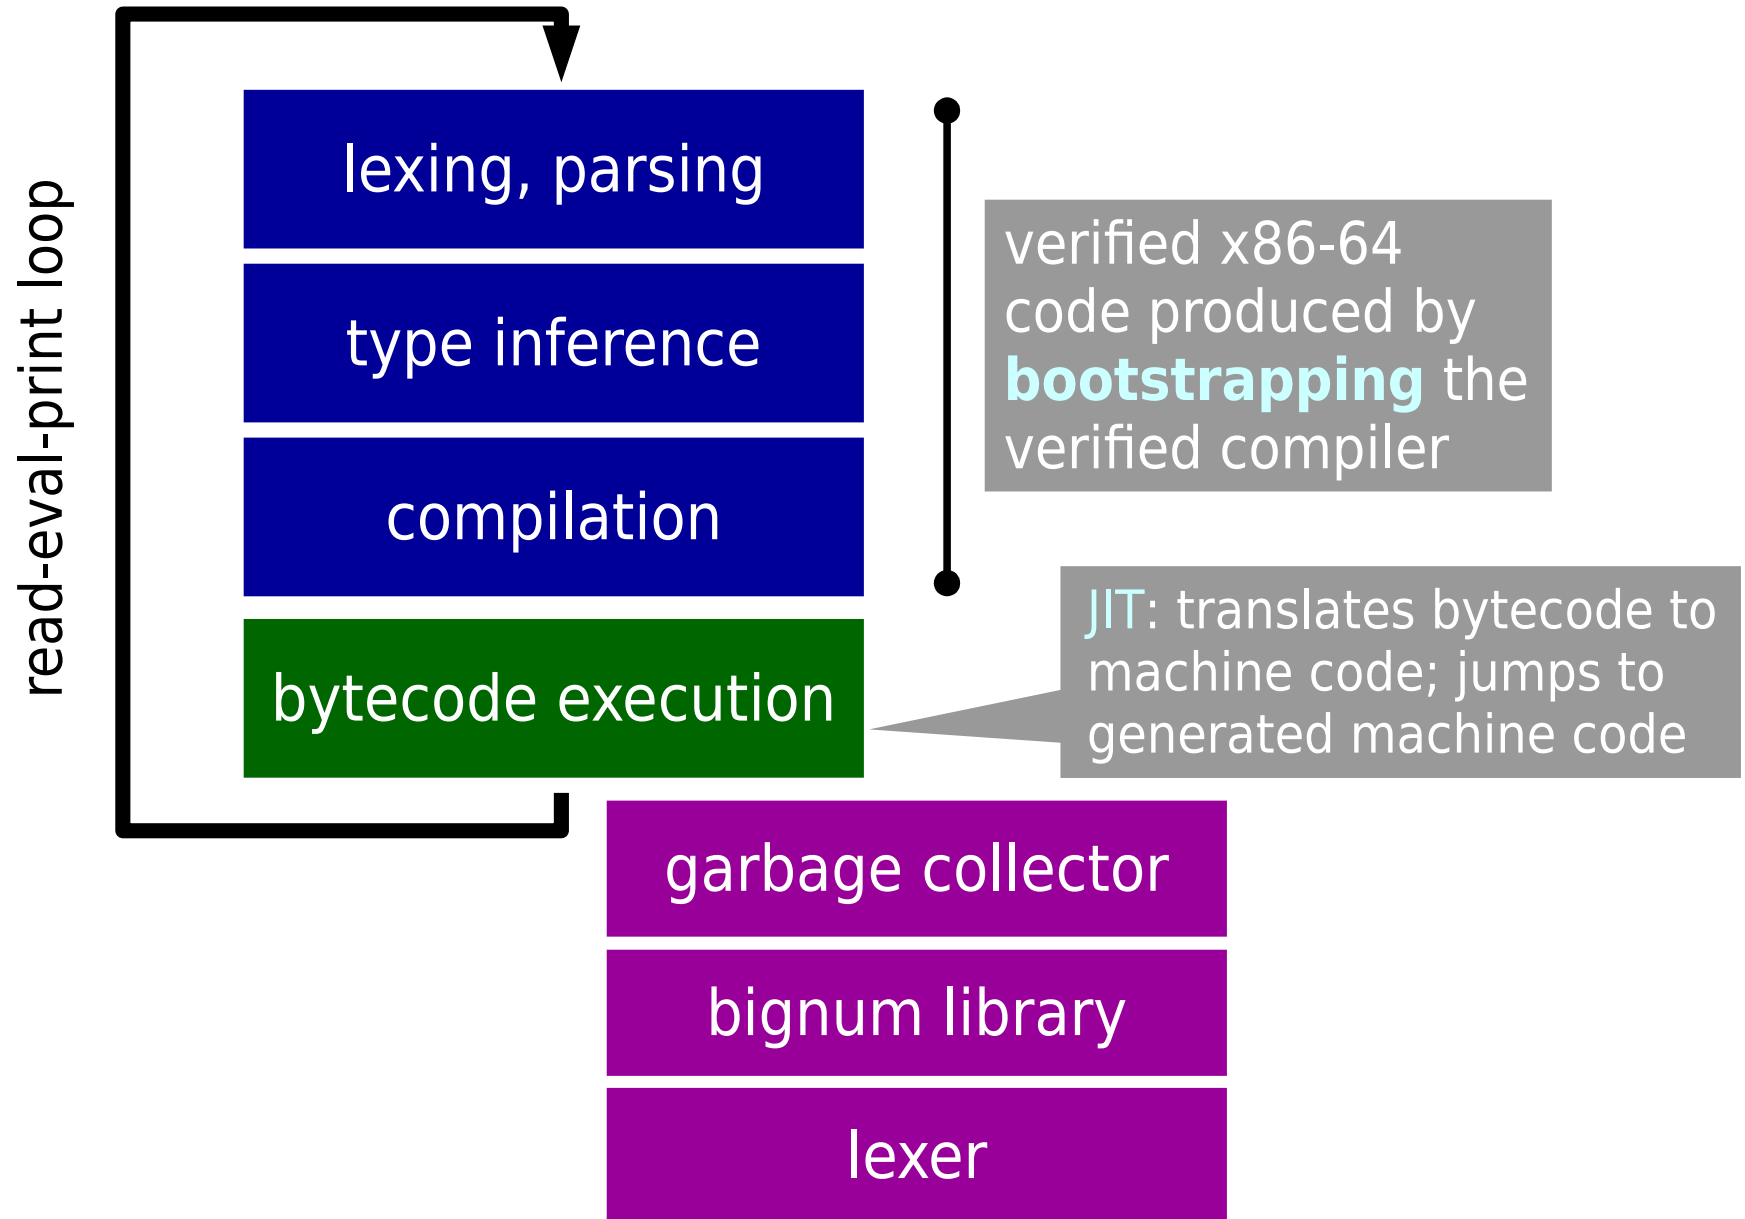 read-eval-print loop
lexing, parsing
type inference
compilation
bytecode execution
verified x86-64
code produced by
bootstrapping the
verified compiler
JIT: translates bytecode to
machine code; jumps to
generated machine code
garbage collector
bignum library
lexer